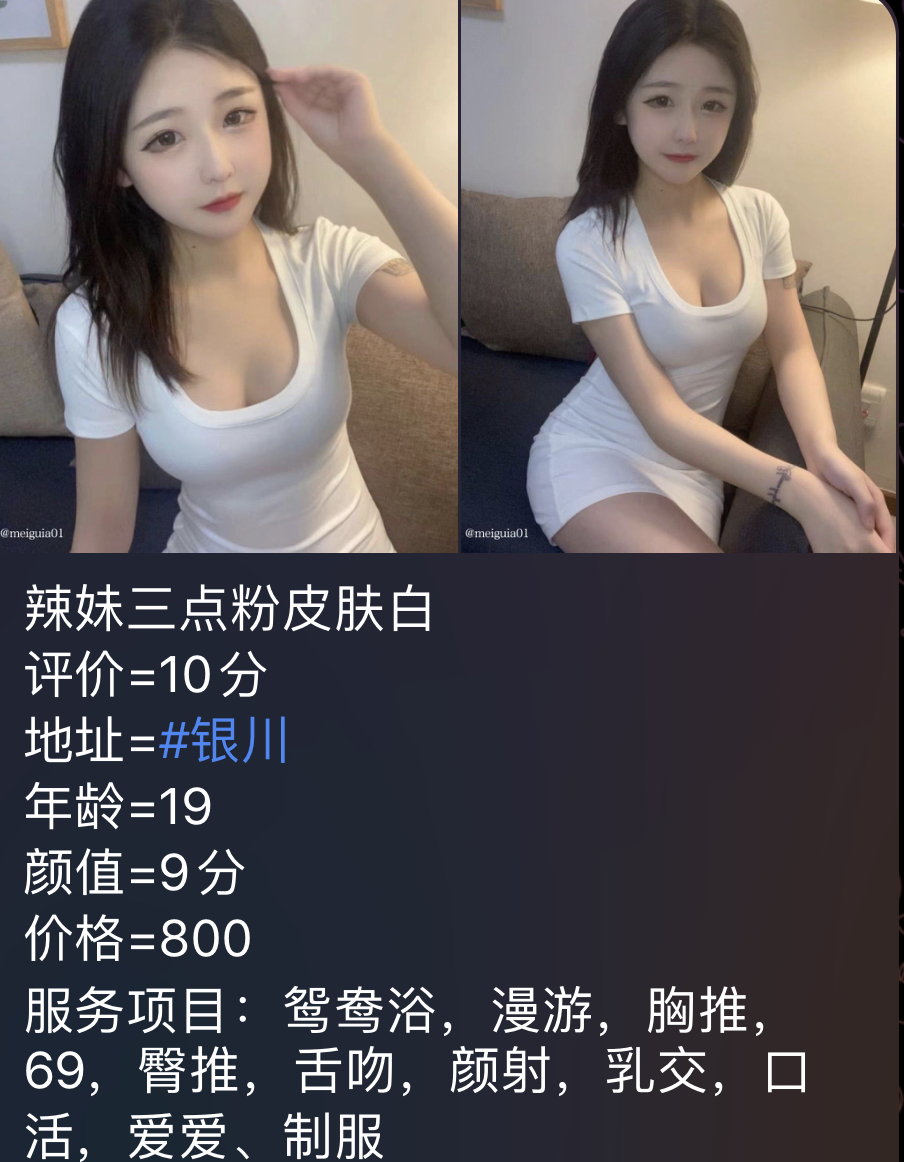 @meiguia01
@meiguia01
辣妹三点粉皮肤白
评价=10分
地址=#银川
年龄=19
颜值=9分
价格=800
服务项目：鸳鸯浴，漫游，胸推，
69，臀推，舌吻，颜射，乳交，口
活，爱爱、制服